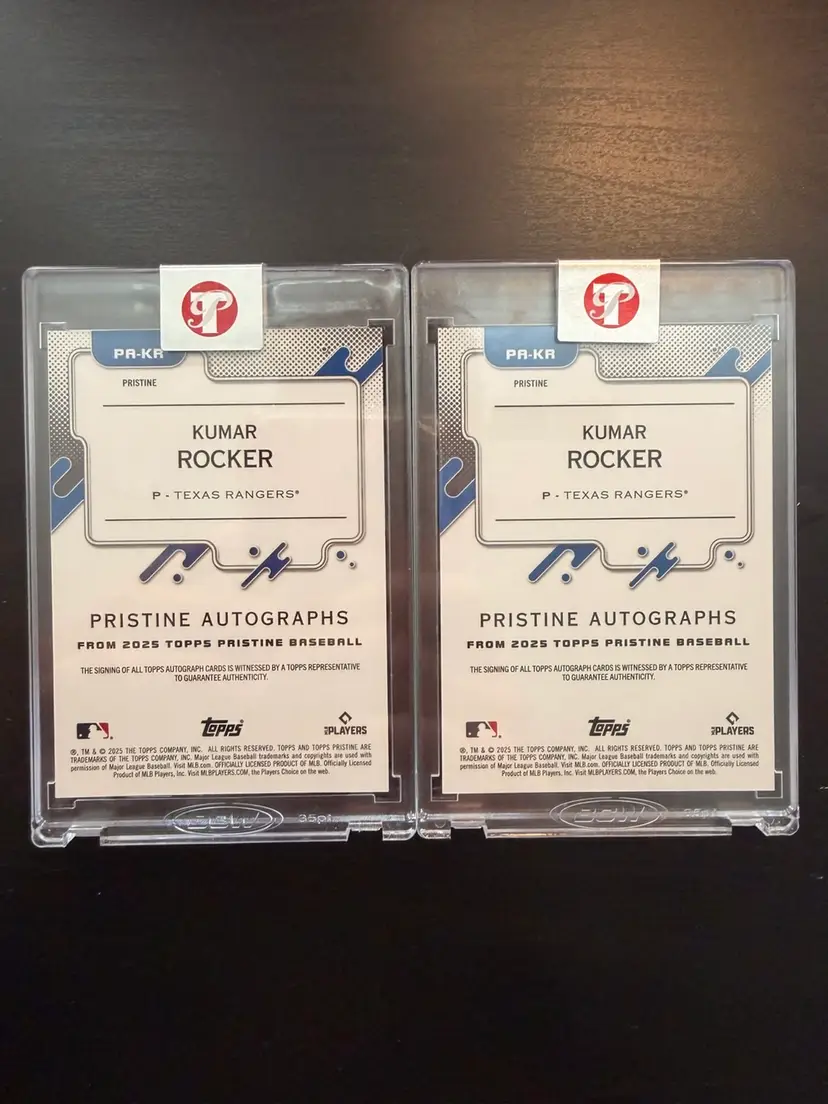 P
PA-KR
PRISTINE
KUMAR
ROCKER
P - TEXAS RANGERS®
PRISTINE AUTOGRAPHS
FROM 2025 TOPPS PRISTINE BASEBALL
THE SIGNING OF ALL TOPPS AUTOGRAPH CARDS IS WITNESSED BY A TOPPS REPRESENTATIVE
TO GUARANTEE AUTHENTICITY.
topps®
MLB PLAYERS
®, TM & © 2025 THE TOPPS COMPANY, INC. ALL RIGHTS RESERVED. TOPPS AND TOPPS PRISTINE ARE
TRADEMARKS OF THE TOPPS COMPANY, INC. Major League Baseball trademarks and copyrights are used with
permission of Major League Baseball. Visit MLB.com. OFFICIALLY LICENSED PRODUCT OF MLB. Officially Licensed
Product of MLB Players, Inc. Visit MLBPLAYERS.COM, the Players Choice on the web.
BCW
35pt
P
PA-KR
PRISTINE
KUMAR
ROCKER
P - TEXAS RANGERS®
PRISTINE AUTOGRAPHS
FROM 2025 TOPPS PRISTINE BASEBALL
THE SIGNING OF ALL TOPPS AUTOGRAPH CARDS IS WITNESSED BY A TOPPS REPRESENTATIVE
TO GUARANTEE AUTHENTICITY.
topps®
MLB PLAYERS
®, TM & © 2025 THE TOPPS COMPANY, INC. ALL RIGHTS RESERVED. TOPPS AND TOPPS PRISTINE ARE
TRADEMARKS OF THE TOPPS COMPANY, INC. Major League Baseball trademarks and copyrights are used with
permission of Major League Baseball. Visit MLB.com. OFFICIALLY LICENSED PRODUCT OF MLB. Officially Licensed
Product of MLB Players, Inc. Visit MLBPLAYERS.COM, the Players Choice on the web.
BCW
35pt